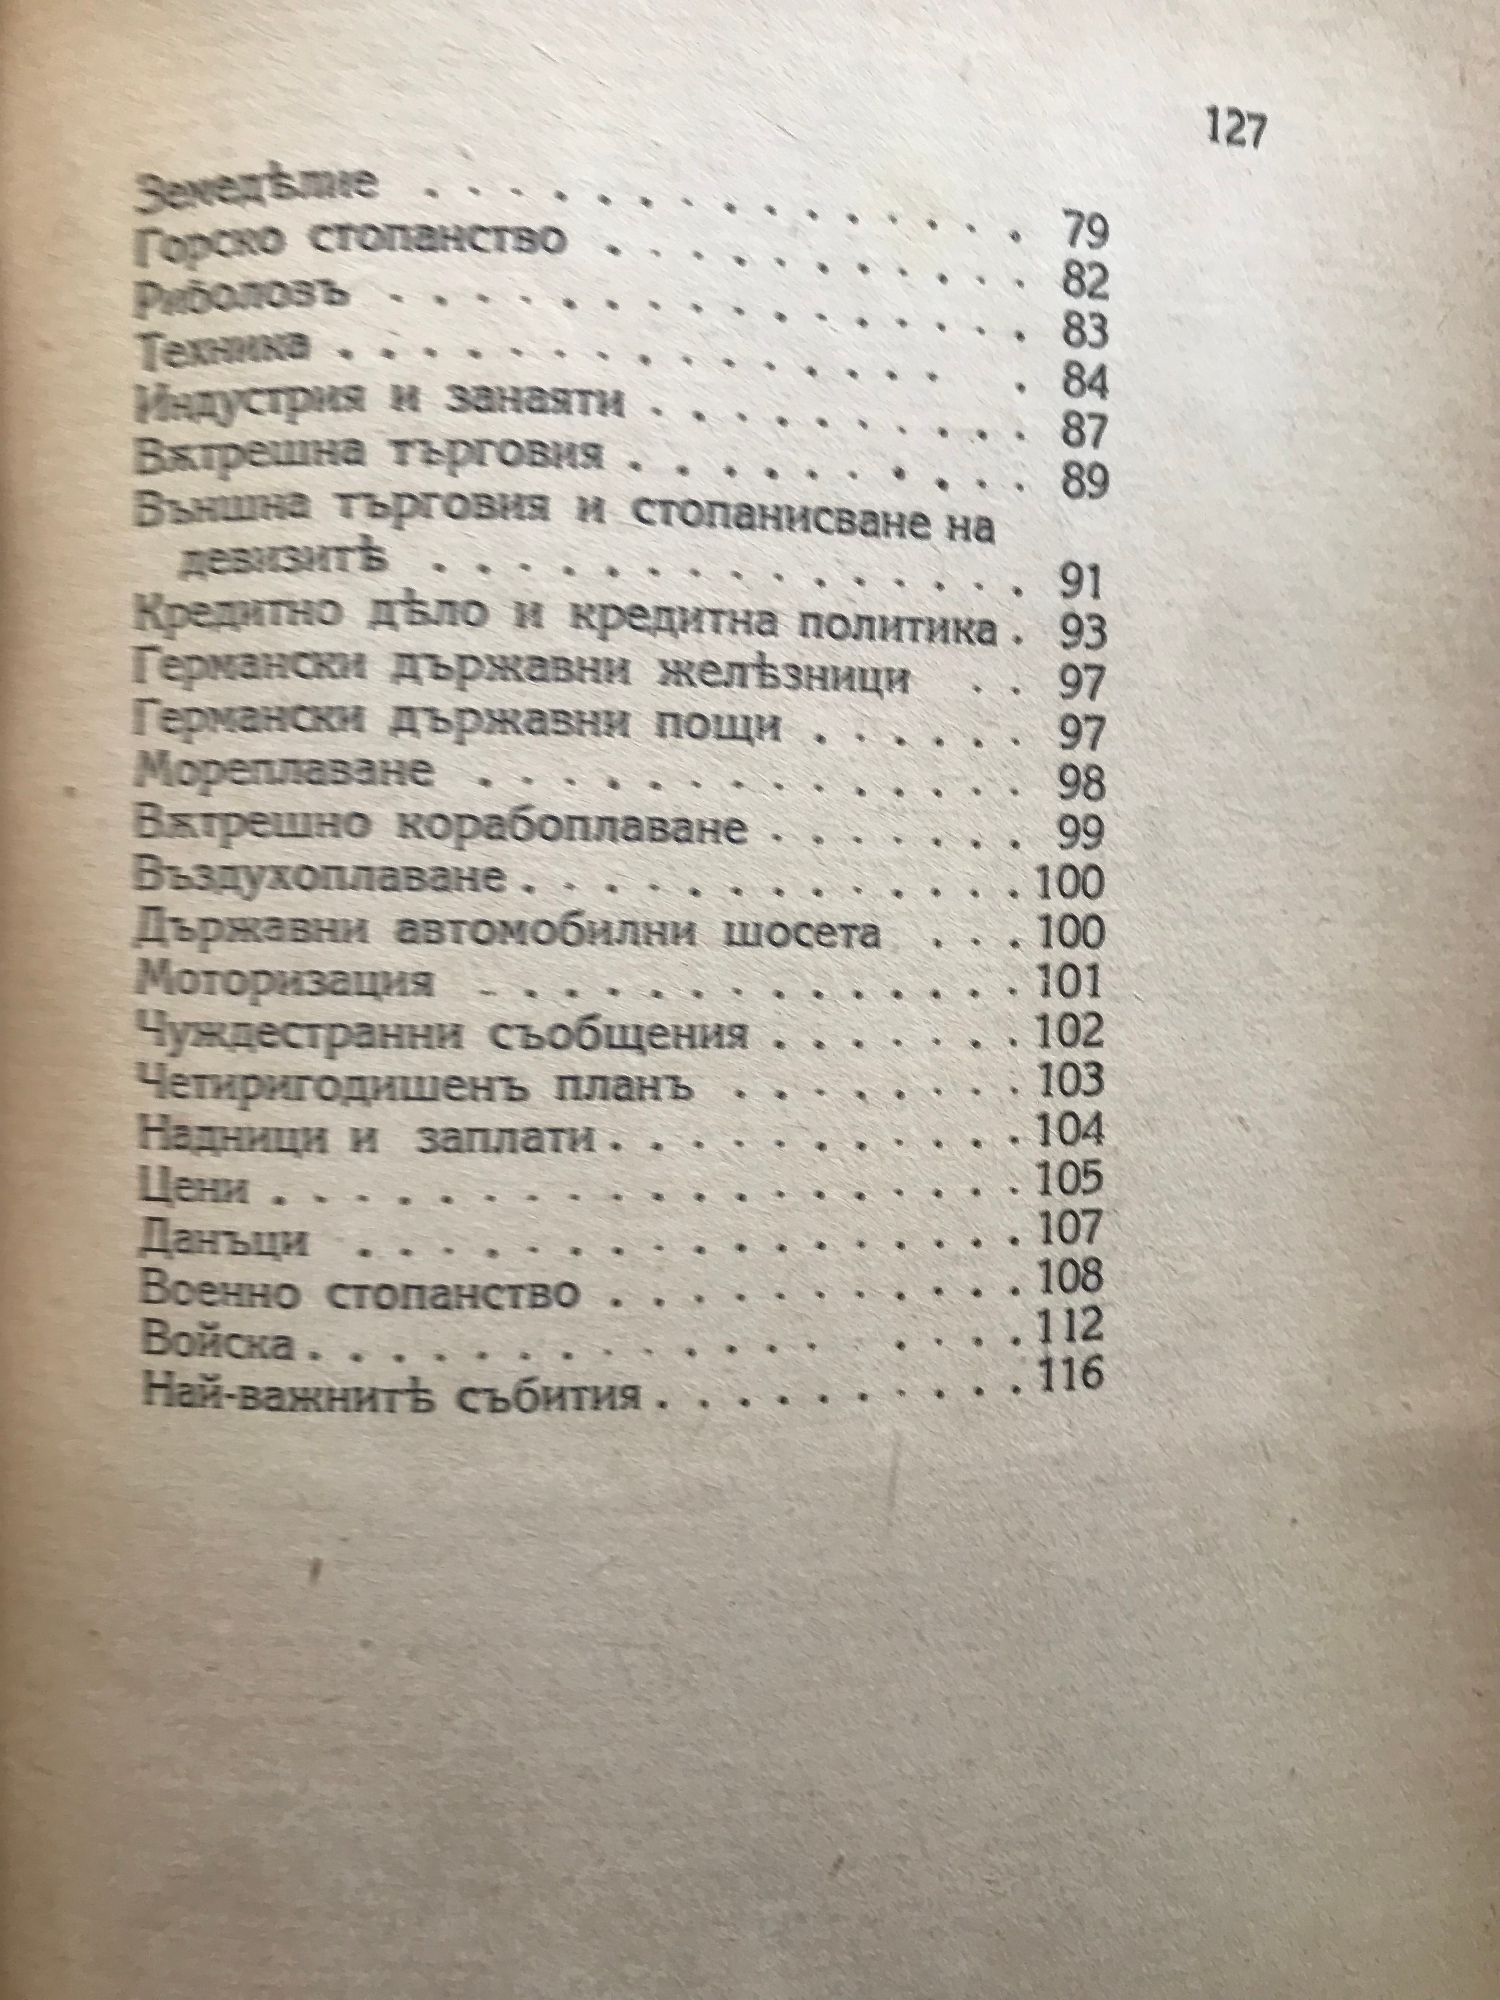 127
Земедѣлие . . . . . . . . . . . . . . . 79
Горско стопанство . . . . . . . . . . . 82
Риболовъ . . . . . . . . . . . . . . . 83
Техника . . . . . . . . . . . . . . . . 84
Индустрия и занаяти . . . . . . . . . . 87
Вѫтрешна търговия . . . . . . . . . . 89
Външна търговия и стопанисване на
девизитѣ . . . . . . . . . . . . . . . 91
Кредитно дѣло и кредитна политика . 93
Германски държавни желѣзници . . 97
Германски държавни пощи . . . . . . 97
Мореплаване . . . . . . . . . . . . . 98
Вѫтрешно корабоплаване . . . . . . . 99
Въздухоплаване . . . . . . . . . . . . 100
Държавни автомобилни шосета . . . 100
Моторизация . . . . . . . . . . . . . 101
Чуждестранни съобщения . . . . . . . 102
Четиригодишенъ планъ . . . . . . . . 103
Надници и заплати . . . . . . . . . . 104
Цени . . . . . . . . . . . . . . . . . . 105
Данъци . . . . . . . . . . . . . . . . 107
Военно стопанство . . . . . . . . . . . 108
Войска . . . . . . . . . . . . . . . . 112
Най-важнитѣ събития . . . . . . . . . 116